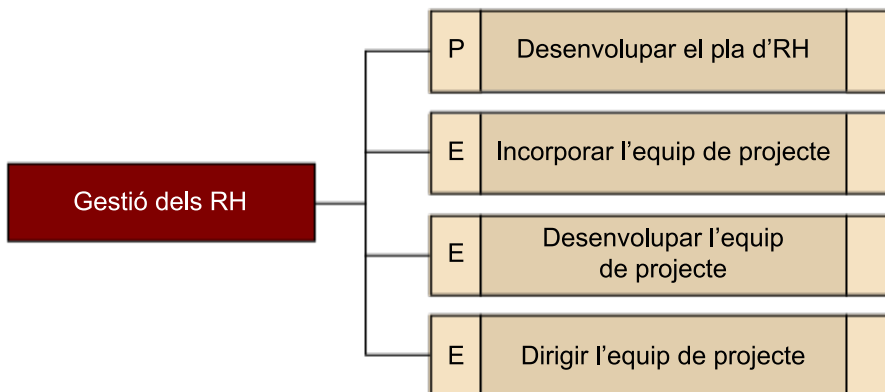 P
Desenvolupar el pla d’RH
E
Incorporar l’equip de projecte
Gestió dels RH
E
Desenvolupar l’equip
de projecte
E
Dirigir l’equip de projecte